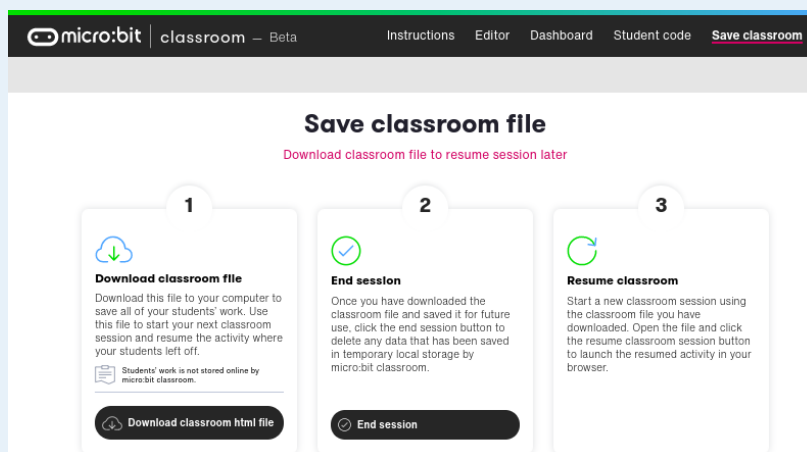 micro:bit classroom – Beta Instructions Editor Dashboard Student code Save classroom
Save classroom file
Download classroom file to resume session later
1
Download classroom file
Download this file to your computer to
save all of your students' work. Use
this file to start your next classroom
session and resume the activity where
your students left off.
Students' work is not stored online by
micro:bit classroom.
Download classroom html file
2
End session
Once you have downloaded the
classroom file and saved it for future
use, click the end session button to
delete any data that has been saved
in temporary local storage by
micro:bit classroom.
End session
3
Resume classroom
Start a new classroom session using
the classroom file you have
downloaded. Open the file and click
the resume classroom session button
to launch the resumed activity in your
browser.